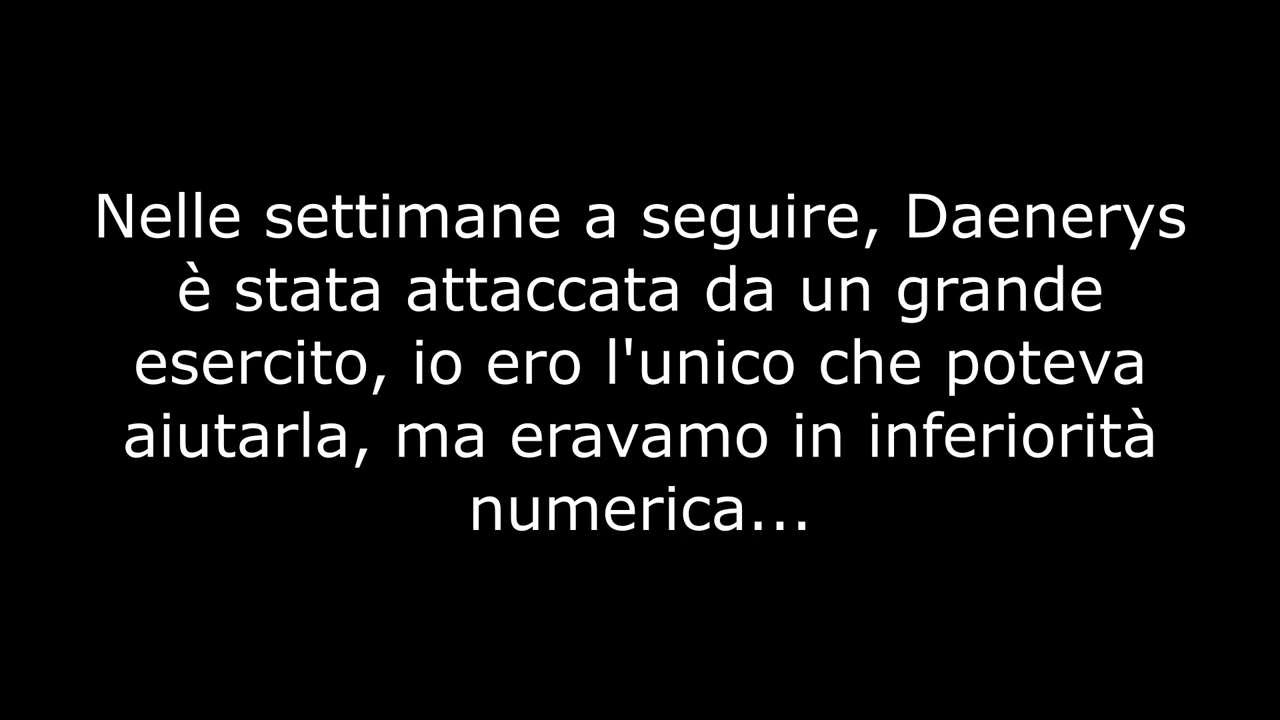 Nelle settimane a seguire, Daenerys
è stata attaccata da un grande
esercito, io ero l'unico che poteva
aiutarla, ma eravamo in inferiorità
numerica...